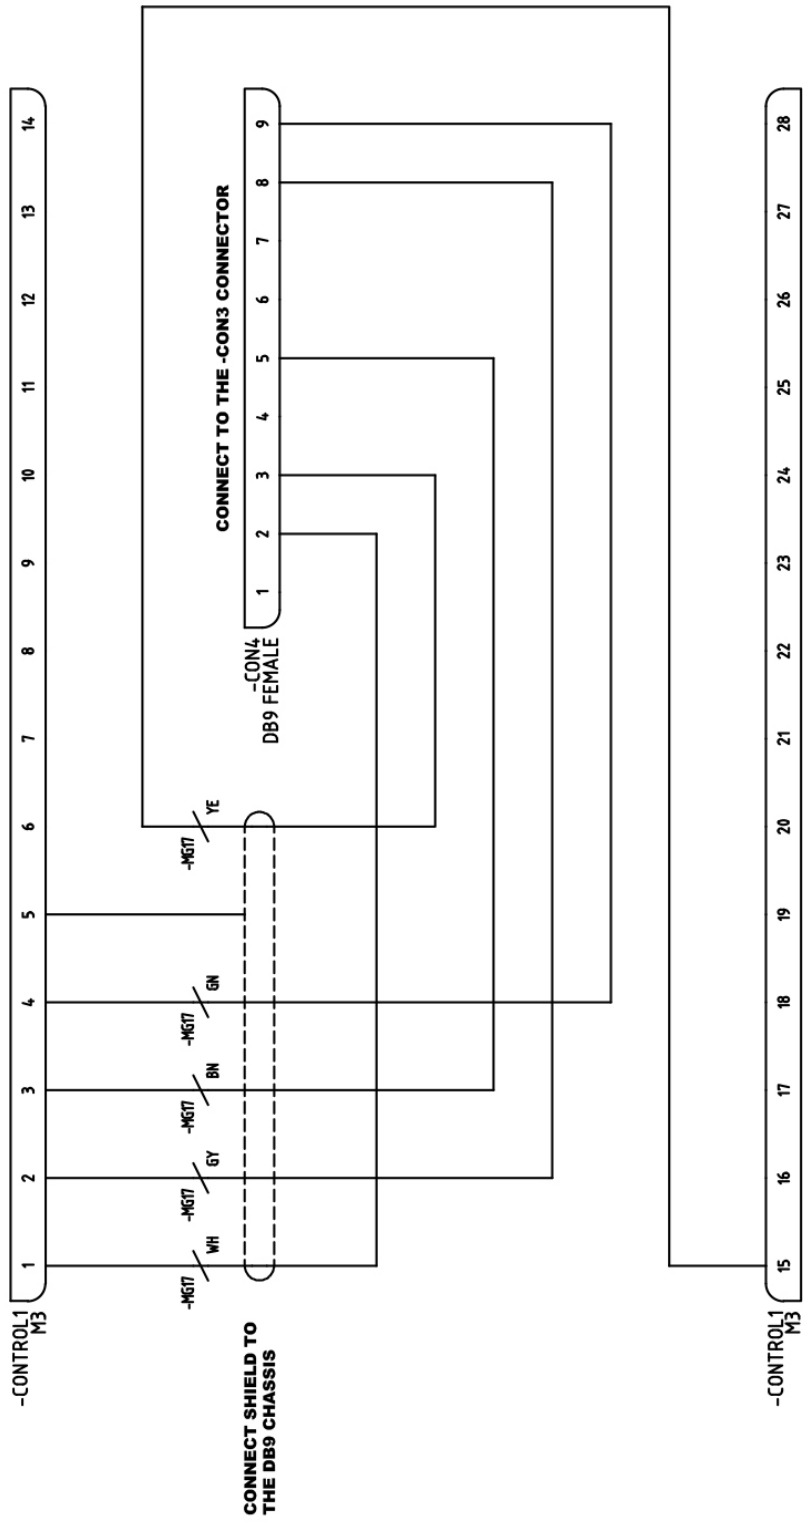 -CONTROL1
M3
1 2 3 4 5 6 7 8 9 10 11 12 13 14
-MG17 WH
-MG17 GY
-MG17 BN
-MG17 GN
-MG17 YE
CONNECT SHIELD TO
THE DB9 CHASSIS
CONNECT TO THE -CON3 CONNECTOR
-CON4
DB9 FEMALE
1 2 3 4 5 6 7 8 9
-CONTROL1
M3
15 16 17 18 19 20 21 22 23 24 25 26 27 28